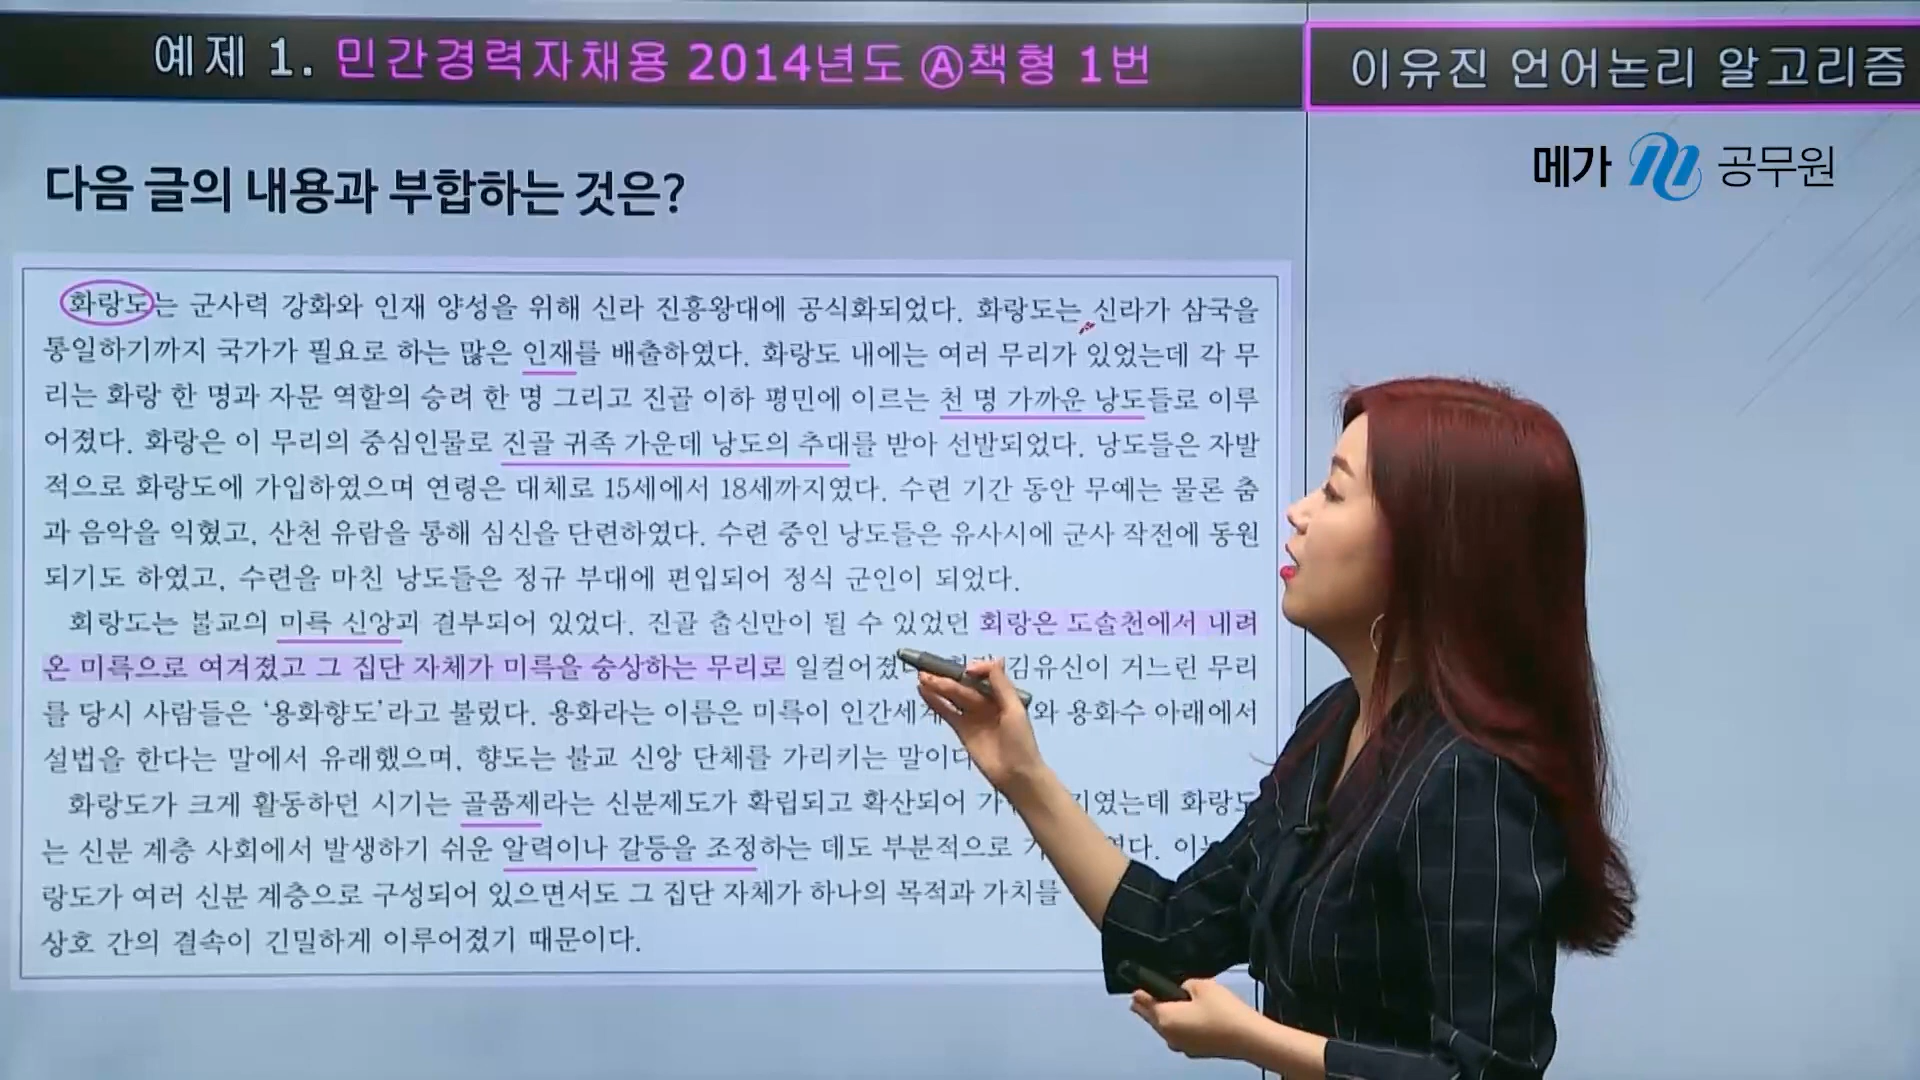 예제 1. 민간경력자채용 2014년도 Ⓐ책형 1번
이유진 언어논리 알고리즘
메가 공무원
다음 글의 내용과 부합하는 것은?
화랑도는 군사력 강화와 인재 양성을 위해 신라 진흥왕대에 공식화되었다. 화랑도는 신라가 삼국을
통일하기까지 국가가 필요로 하는 많은 인재를 배출하였다. 화랑도 내에는 여러 무리가 있었는데 각 무
리는 화랑 한 명과 자문 역할의 승려 한 명 그리고 진골 이하 평민에 이르는 천 명 가까운 낭도들로 이루
어졌다. 화랑은 이 무리의 중심인물로 진골 귀족 가운데 낭도의 추대를 받아 선발되었다. 낭도들은 자발
적으로 화랑도에 가입하였으며 연령은 대체로 15세에서 18세까지였다. 수련 기간 동안 무예는 물론 춤
과 음악을 익혔고, 산천 유람을 통해 심신을 단련하였다. 수련 중인 낭도들은 유사시에 군사 작전에 동원
되기도 하였고, 수련을 마친 낭도들은 정규 부대에 편입되어 정식 군인이 되었다.
화랑도는 불교의 미륵 신앙과 결부되어 있었다. 진골 출신만이 될 수 있었던 화랑은 도솔천에서 내려
온 미륵으로 여겨졌고 그 집단 자체가 미륵을 숭상하는 무리로 일컬어졌 김유신이 거느린 무리
를 당시 사람들은 ‘용화향도’라고 불렀다. 용화라는 이름은 미륵이 인간세계 와 용화수 아래에서
설법을 한다는 말에서 유래했으며, 향도는 불교 신앙 단체를 가리키는 말이다
화랑도가 크게 활동하던 시기는 골품제라는 신분제도가 확립되고 확산되어 가 기였는데 화랑도
는 신분 계층 사회에서 발생하기 쉬운 알력이나 갈등을 조정하는 데도 부분적으로 였다. 이는
랑도가 여러 신분 계층으로 구성되어 있으면서도 그 집단 자체가 하나의 목적과 가치를
상호 간의 결속이 긴밀하게 이루어졌기 때문이다.